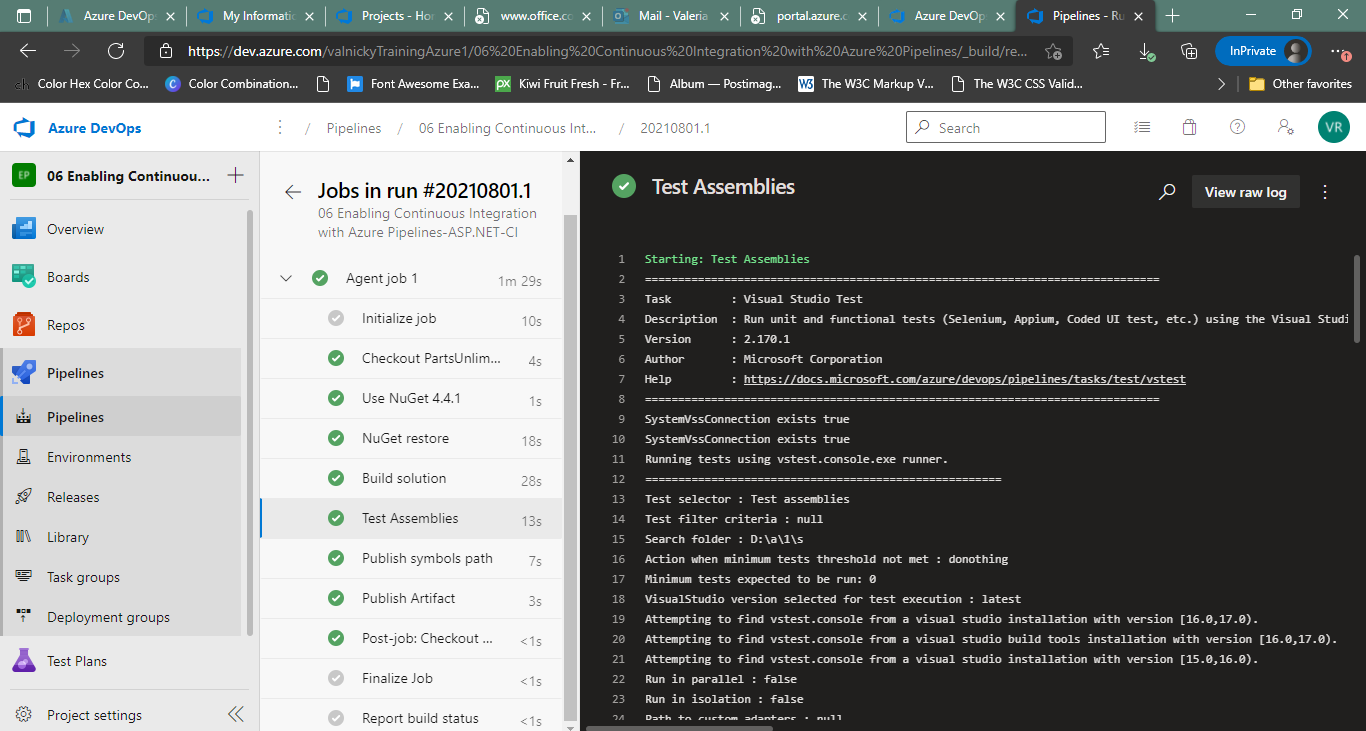 Azure DevOp
My Informatic
Projects - Hor
www.office.cc
Mail - Valeria
portal.azure.c
Azure DevOp
Pipelines - Ru
https://dev.azure.com/valnickyTrainingAzure1/06%20Enabling%20Continuous%20Integration%20with%20Azure%20Pipelines/_build/re...
InPrivate
Color Hex Color Co...
Color Combination...
Font Awesome Exa...
Kiwi Fruit Fresh - Fr...
Album — Postimag...
The W3C Markup V...
The W3C CSS Valid...
Other favorites
Azure DevOps
/ Pipelines / 06 Enabling Continuous Int... / 20210801.1
Search
VR
EP
06 Enabling Continuou...
Overview
Boards
Repos
Pipelines
Pipelines
Environments
Releases
Library
Task groups
Deployment groups
Test Plans
Project settings
Jobs in run #20210801.1
06 Enabling Continuous Integration
with Azure Pipelines-ASP.NET-CI
Agent job 1 1m 29s
Initialize job 10s
Checkout PartsUnlim... 4s
Use NuGet 4.4.1 1s
NuGet restore 18s
Build solution 28s
Test Assemblies 13s
Publish symbols path 7s
Publish Artifact 3s
Post-job: Checkout ... <1s
Finalize Job <1s
Report build status <1s
Test Assemblies
View raw log
1 Starting: Test Assemblies
2 ==============================================================================
3 Task : Visual Studio Test
4 Description : Run unit and functional tests (Selenium, Appium, Coded UI test, etc.) using the Visual Studi
5 Version : 2.170.1
6 Author : Microsoft Corporation
7 Help : https://docs.microsoft.com/azure/devops/pipelines/tasks/test/vstest
8 ==============================================================================
9 SystemVssConnection exists true
10 SystemVssConnection exists true
11 Running tests using vstest.console.exe runner.
12 ======================================================
13 Test selector : Test assemblies
14 Test filter criteria : null
15 Search folder : D:\a\1\s
16 Action when minimum tests threshold not met : donothing
17 Minimum tests expected to be run: 0
18 VisualStudio version selected for test execution : latest
19 Attempting to find vstest.console from a visual studio installation with version [16.0,17.0).
20 Attempting to find vstest.console from a visual studio build tools installation with version [16.0,17.0).
21 Attempting to find vstest.console from a visual studio installation with version [15.0,16.0).
22 Run in parallel : false
23 Run in isolation : false
24 Path to custom adapters : null